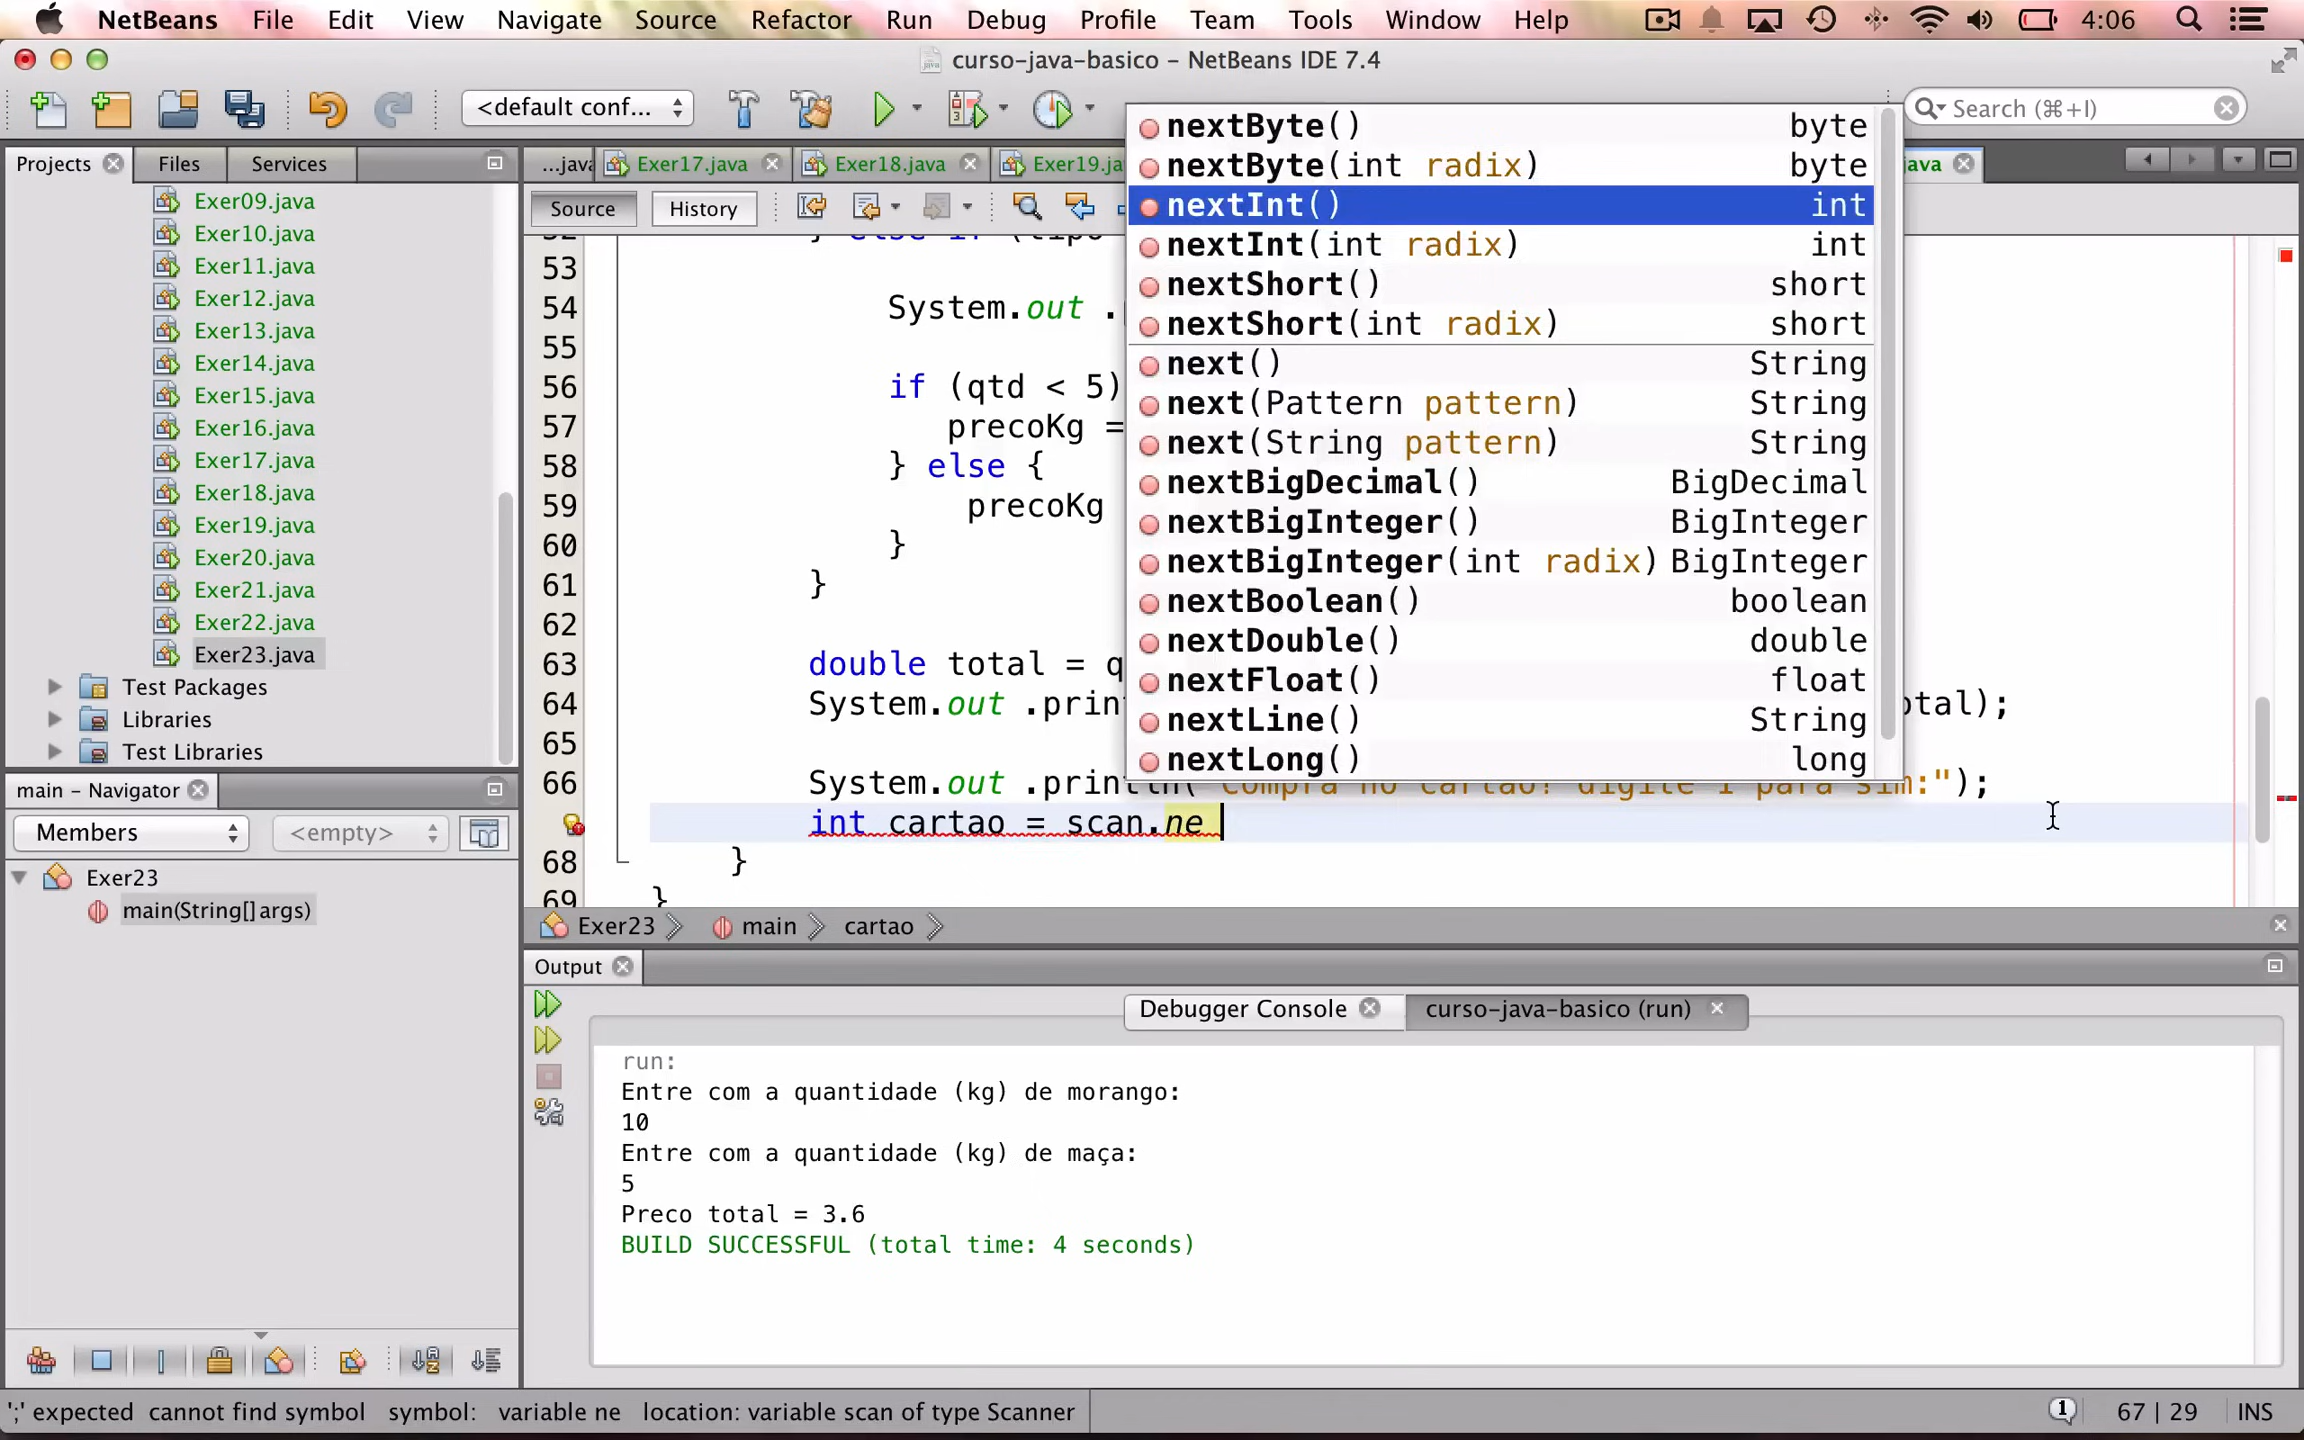 NetBeans File Edit View Navigate Source Refactor Run Debug Profile Team Tools Window Help 4:06
curso-java-basico – NetBeans IDE 7.4
<default conf... Search (⌘+I)
Projects Files Services
...java Exer17.java Exer18.java Exer19.ja java
Source History
Exer09.java
Exer10.java
Exer11.java
Exer12.java
Exer13.java
Exer14.java
Exer15.java
Exer16.java
Exer17.java
Exer18.java
Exer19.java
Exer20.java
Exer21.java
Exer22.java
Exer23.java
Test Packages
Libraries
Test Libraries
main – Navigator
Members <empty>
Exer23
main(String[] args)
52 } else if (tipo
53
54 System.out .
55
56 if (qtd < 5)
57 precoKg =
58 } else {
59 precoKg
60 }
61 }
62
63 double total = q
64 System.out .print otal);
65
66 System.out .println("Compra no cartao? digite 1 para sim:");
int cartao = scan.ne
68 }
69 }
nextByte() byte
nextByte(int radix) byte
nextInt() int
nextInt(int radix) int
nextShort() short
nextShort(int radix) short
next() String
next(Pattern pattern) String
next(String pattern) String
nextBigDecimal() BigDecimal
nextBigInteger() BigInteger
nextBigInteger(int radix) BigInteger
nextBoolean() boolean
nextDouble() double
nextFloat() float
nextLine() String
nextLong() long
Exer23 main cartao
Output
Debugger Console curso-java-basico (run)
run:
Entre com a quantidade (kg) de morango:
10
Entre com a quantidade (kg) de maça:
5
Preco total = 3.6
BUILD SUCCESSFUL (total time: 4 seconds)
';' expected cannot find symbol symbol: variable ne location: variable scan of type Scanner 1 67 | 29 INS